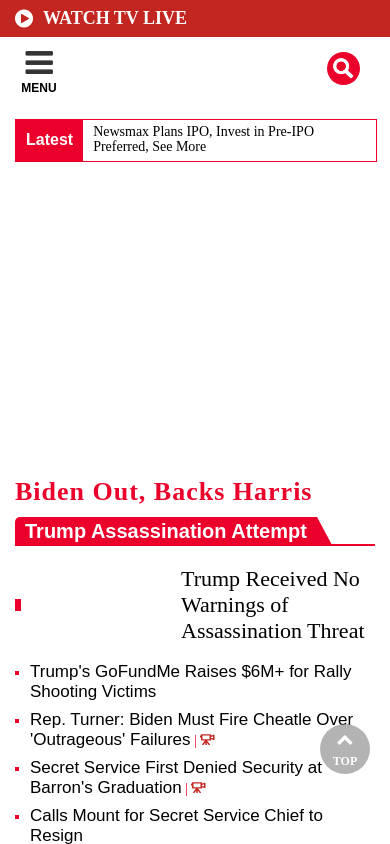 WATCH TV LIVE
MENU
Latest
Newsmax Plans IPO, Invest in Pre-IPO
Preferred, See More
Biden Out, Backs Harris
Trump Assassination Attempt
Trump Received No
Warnings of
Assassination Threat
Trump's GoFundMe Raises $6M+ for Rally
Shooting Victims
Rep. Turner: Biden Must Fire Cheatle Over
'Outrageous' Failures |
Secret Service First Denied Security at
Barron's Graduation |
TOP
Calls Mount for Secret Service Chief to
Resign